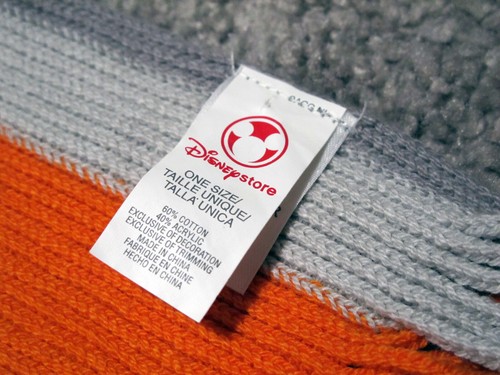 DISNEYstore
ONE SIZE/
TAILLE UNIQUE/
TALLA UNICA
60% COTTON
40% ACRYLIC
EXCLUSIVE OF DECORATION
EXCLUSIVE OF TRIMMING
MADE IN CHINA
FABRIQUE EN CHINE
HECHO EN CHINA